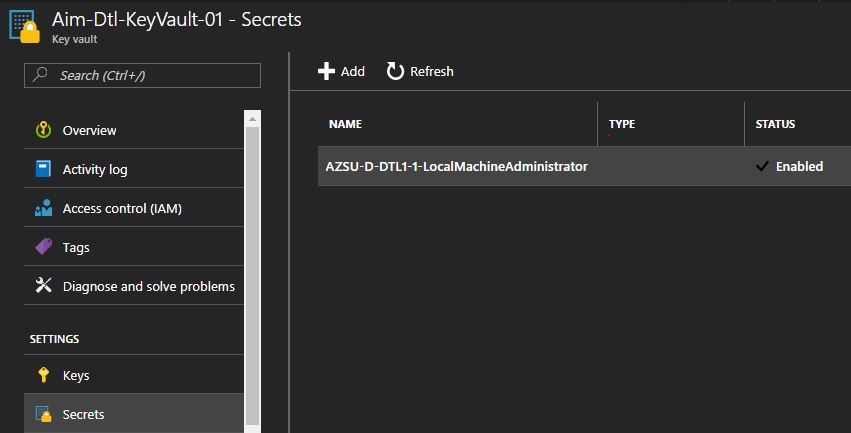 Aim-Dtl-KeyVault-01 - Secrets
Key vault
Search (Ctrl+/)
Overview
Activity log
Access control (IAM)
Tags
Diagnose and solve problems
SETTINGS
Keys
Secrets
Add Refresh
NAME TYPE STATUS
AZSU-D-DTL1-1-LocalMachineAdministrator Enabled